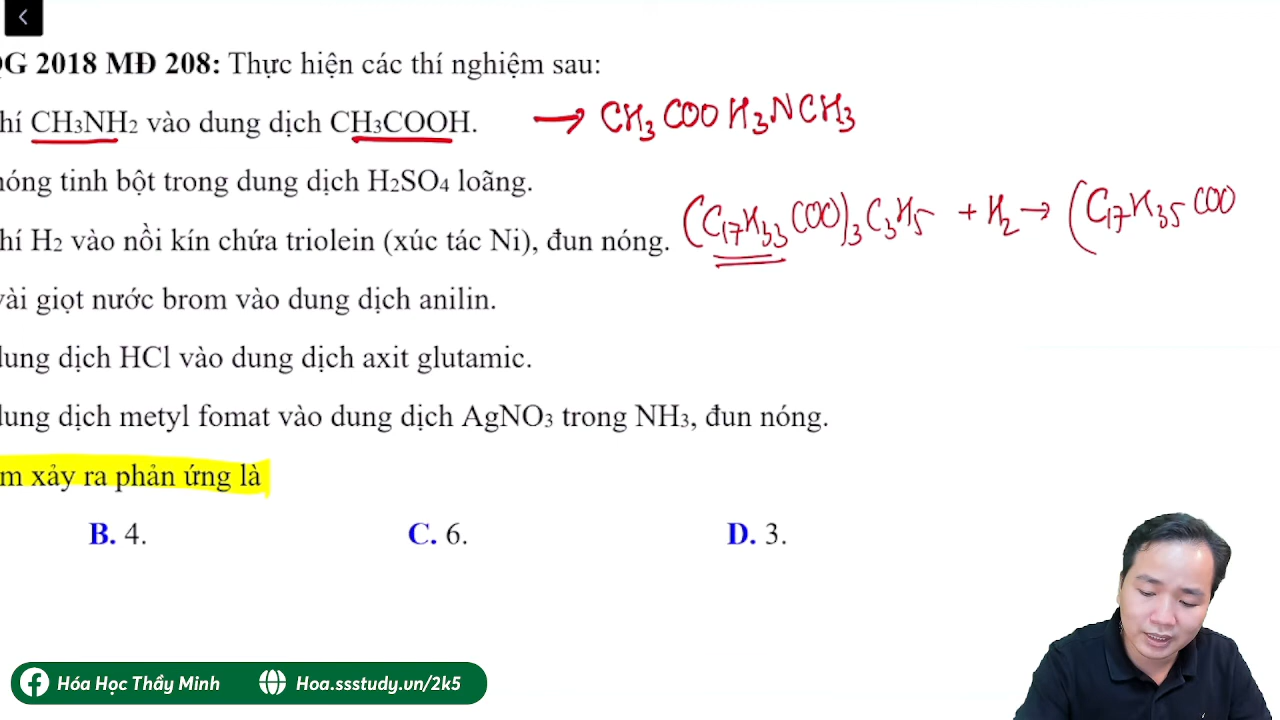 G 2018 MĐ 208: Thực hiện các thí nghiệm sau:
hí CH₃NH₂ vào dung dịch CH₃COOH. → CH₃COOH₃NCH₃
nóng tinh bột trong dung dịch H₂SO₄ loãng.
hí H₂ vào nồi kín chứa triolein (xúc tác Ni), đun nóng. (C₁₇H₃₃COO)₃C₃H₅ + H₂ → (C₁₇H₃₅COO
vài giọt nước brom vào dung dịch anilin.
dung dịch HCl vào dung dịch axit glutamic.
dung dịch metyl fomat vào dung dịch AgNO₃ trong NH₃, đun nóng.
m xảy ra phản ứng là
B. 4. C. 6. D. 3.
Hóa Học Thầy Minh Hoa.ssstudy.vn/2k5